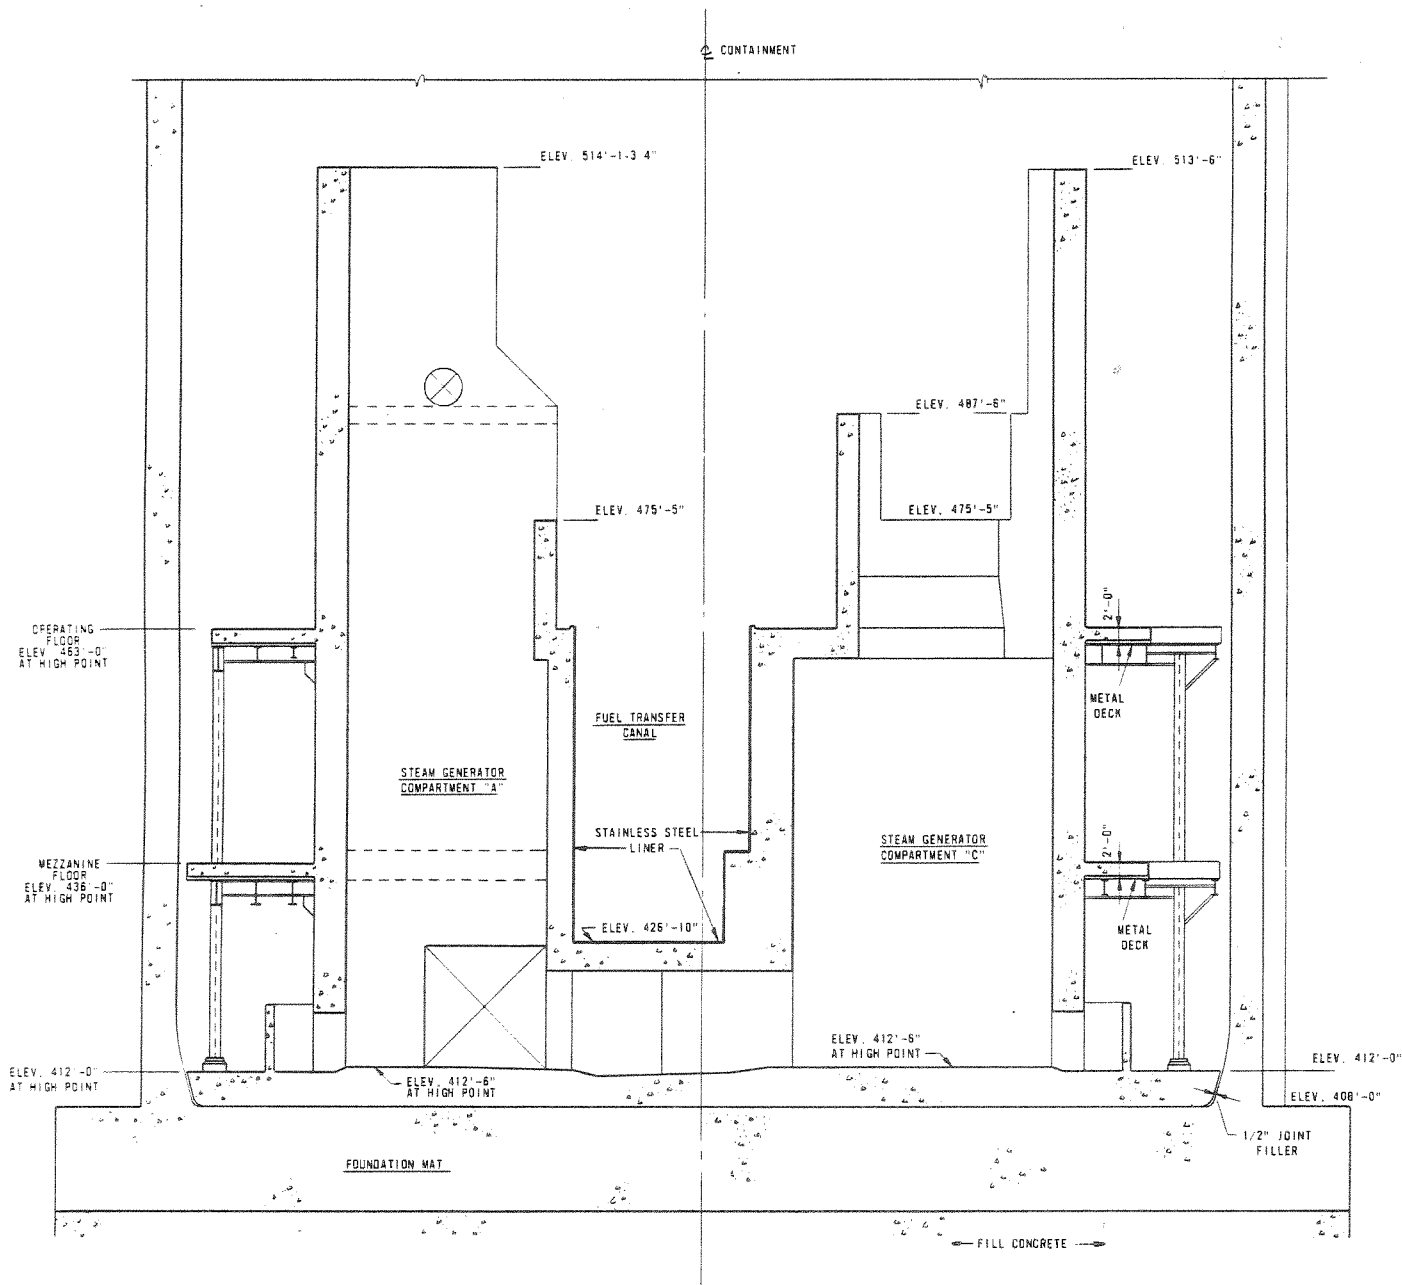 ℄ CONTAINMENT
ELEV. 514'-1-3 4"
ELEV. 513'-6"
ELEV. 487'-6"
ELEV. 475'-5"
ELEV. 475'-5"
2'-0"
OPERATING
FLOOR
ELEV 463'-0"
AT HIGH POINT
METAL
DECK
FUEL TRANSFER
CANAL
STEAM GENERATOR
COMPARTMENT "A"
STAINLESS STEEL
LINER
STEAM GENERATOR
COMPARTMENT "C"
2'-0"
MEZZANINE
FLOOR
ELEV. 436'-0"
AT HIGH POINT
ELEV. 426'-10"
METAL
DECK
ELEV. 412'-6"
AT HIGH POINT
ELEV. 412'-0"
ELEV. 412'-0"
AT HIGH POINT
ELEV. 412'-6"
AT HIGH POINT
ELEV. 408'-0"
1/2" JOINT
FILLER
FOUNDATION MAT
FILL CONCRETE